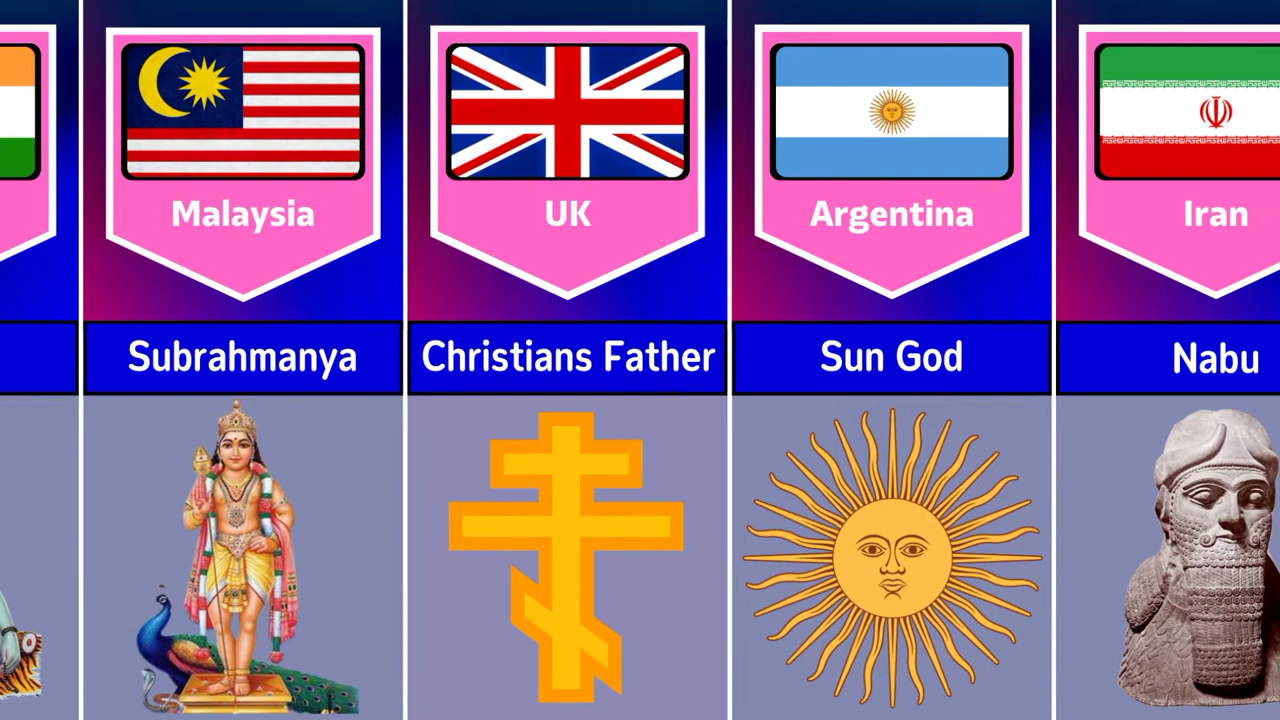 Malaysia
UK
Argentina
Iran
Subrahmanya
Christians Father
Sun God
Nabu